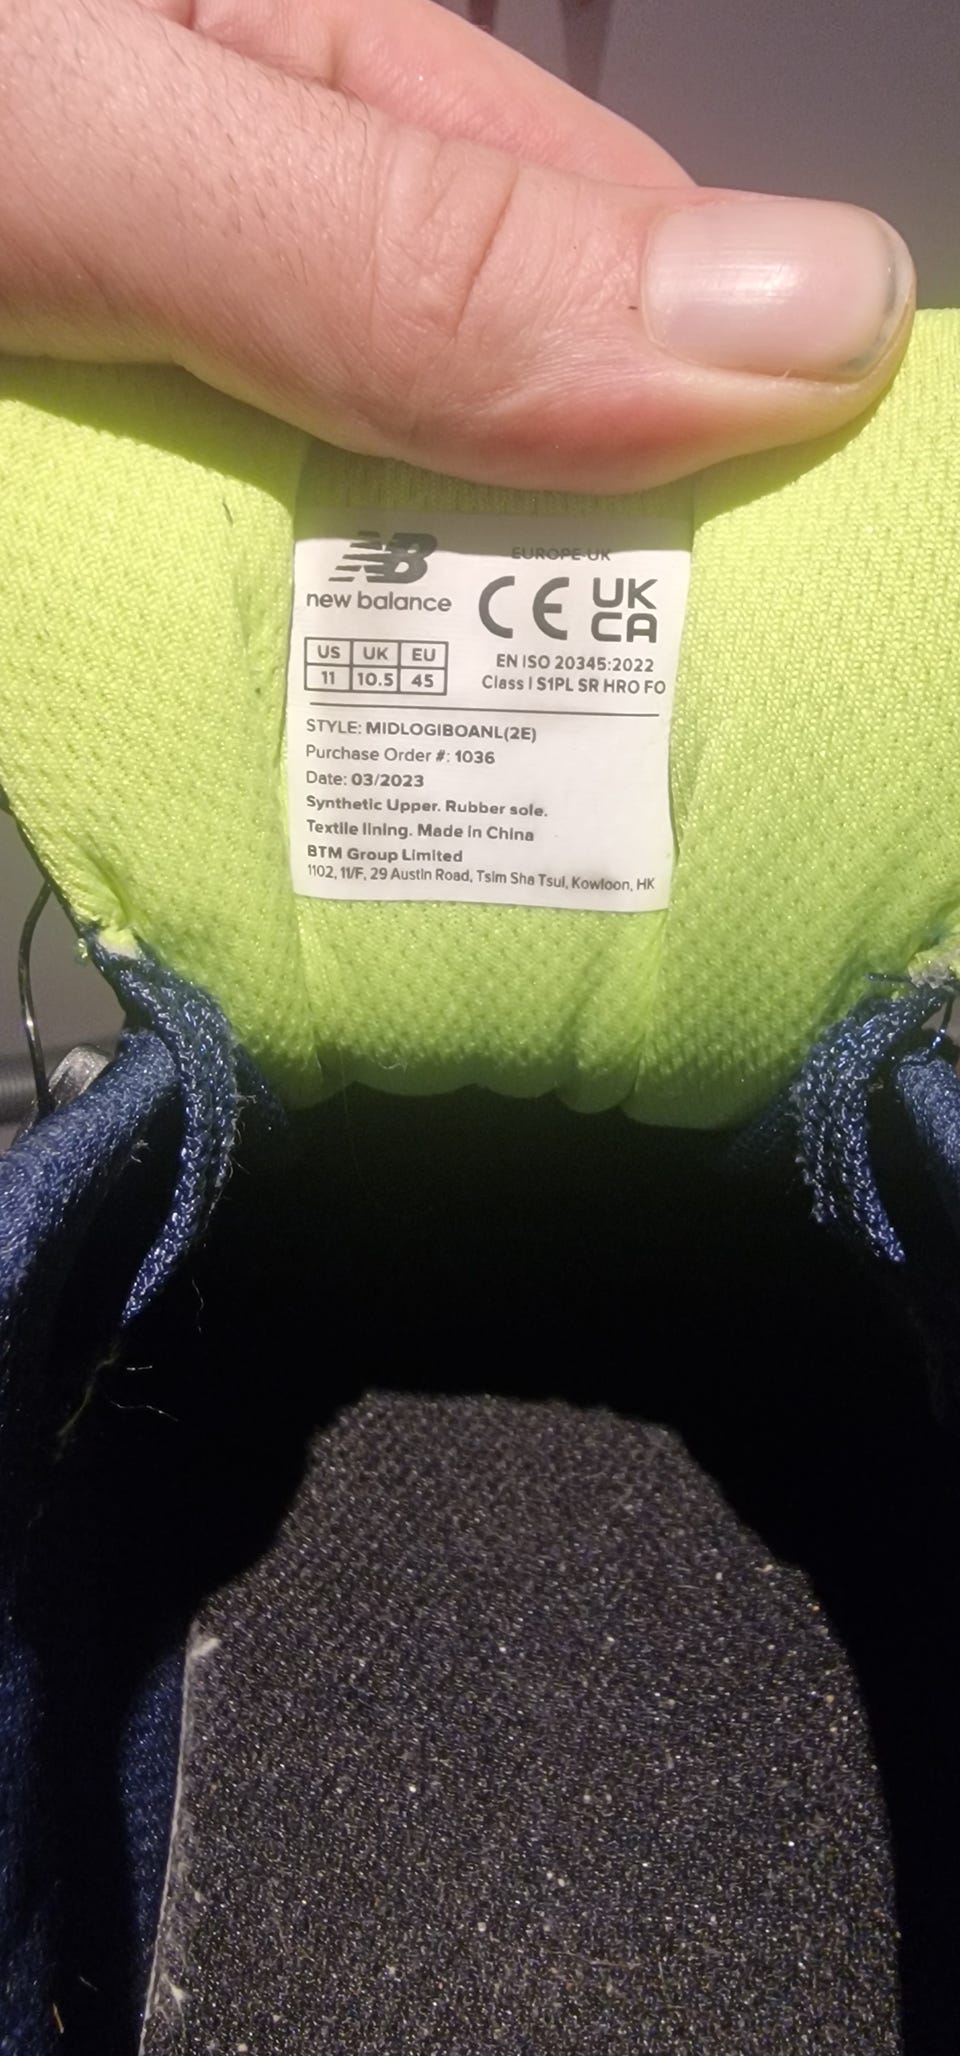 NB
new balance
EUROPE-UK
CE UK
CA
US UK EU
11 10.5 45
EN ISO 20345:2022
Class I S1PL SR HRO FO
STYLE: MIDLOGIBOANL(2E)
Purchase Order #: 1036
Date: 03/2023
Synthetic Upper. Rubber sole.
Textile lining. Made in China
BTM Group Limited
1102, 11/F, 29 Austin Road, Tsim Sha Tsui, Kowloon, HK